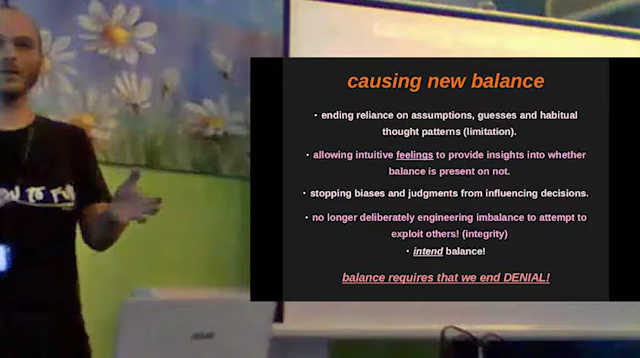 causing new balance
· ending reliance on assumptions, guesses and habitual
thought patterns (limitation).
· allowing intuitive feelings to provide insights into whether
balance is present on not.
· stopping biases and judgments from influencing decisions.
· no longer deliberately engineering imbalance to attempt to
exploit others! (integrity)
· intend balance!
balance requires that we end DENIAL!